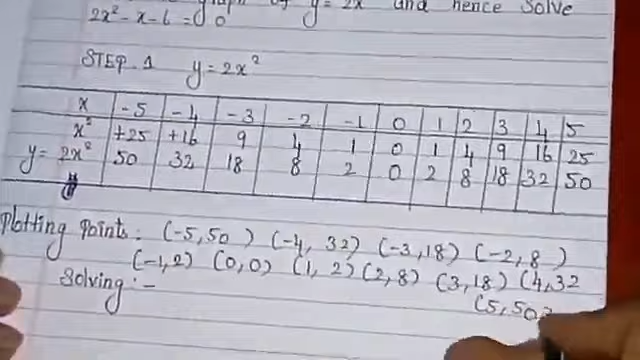 graph of y = 2x² and hence solve
2x² - x - 6 = 0
STEP. 1 y = 2x²
x -5 -4 -3 -2 -1 0 1 2 3 4 5
x² +25 +16 9 4 1 0 1 4 9 16 25
y = 2x² 50 32 18 8 2 0 2 8 18 32 50
y
Plotting Points: (-5,50) (-4, 32) (-3,18) (-2,8)
(-1,2) (0,0) (1, 2) (2,8) (3,18) (4,32
(5,50
Solving:-